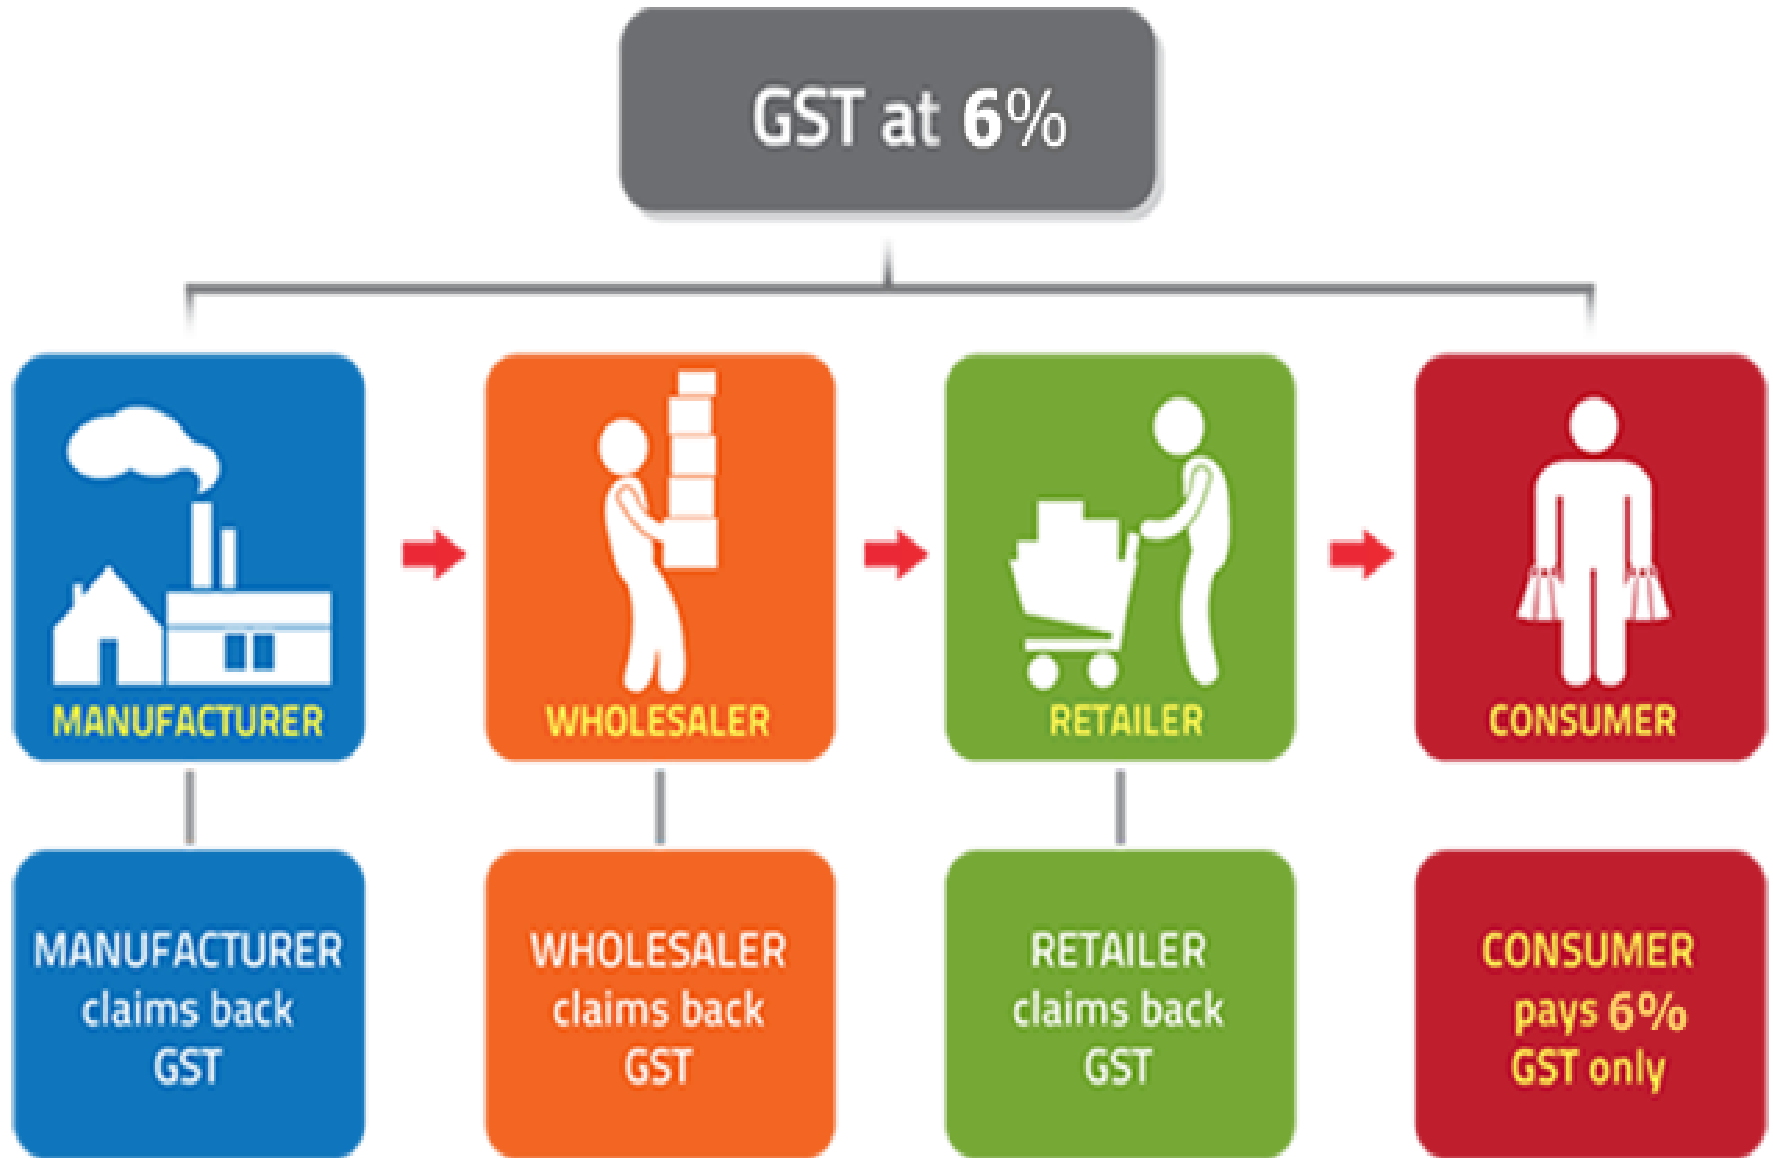 GST at 6%
MANUFACTURER
WHOLESALER
RETAILER
CONSUMER
MANUFACTURER
claims back
GST
WHOLESALER
claims back
GST
RETAILER
claims back
GST
CONSUMER
pays 6%
GST only